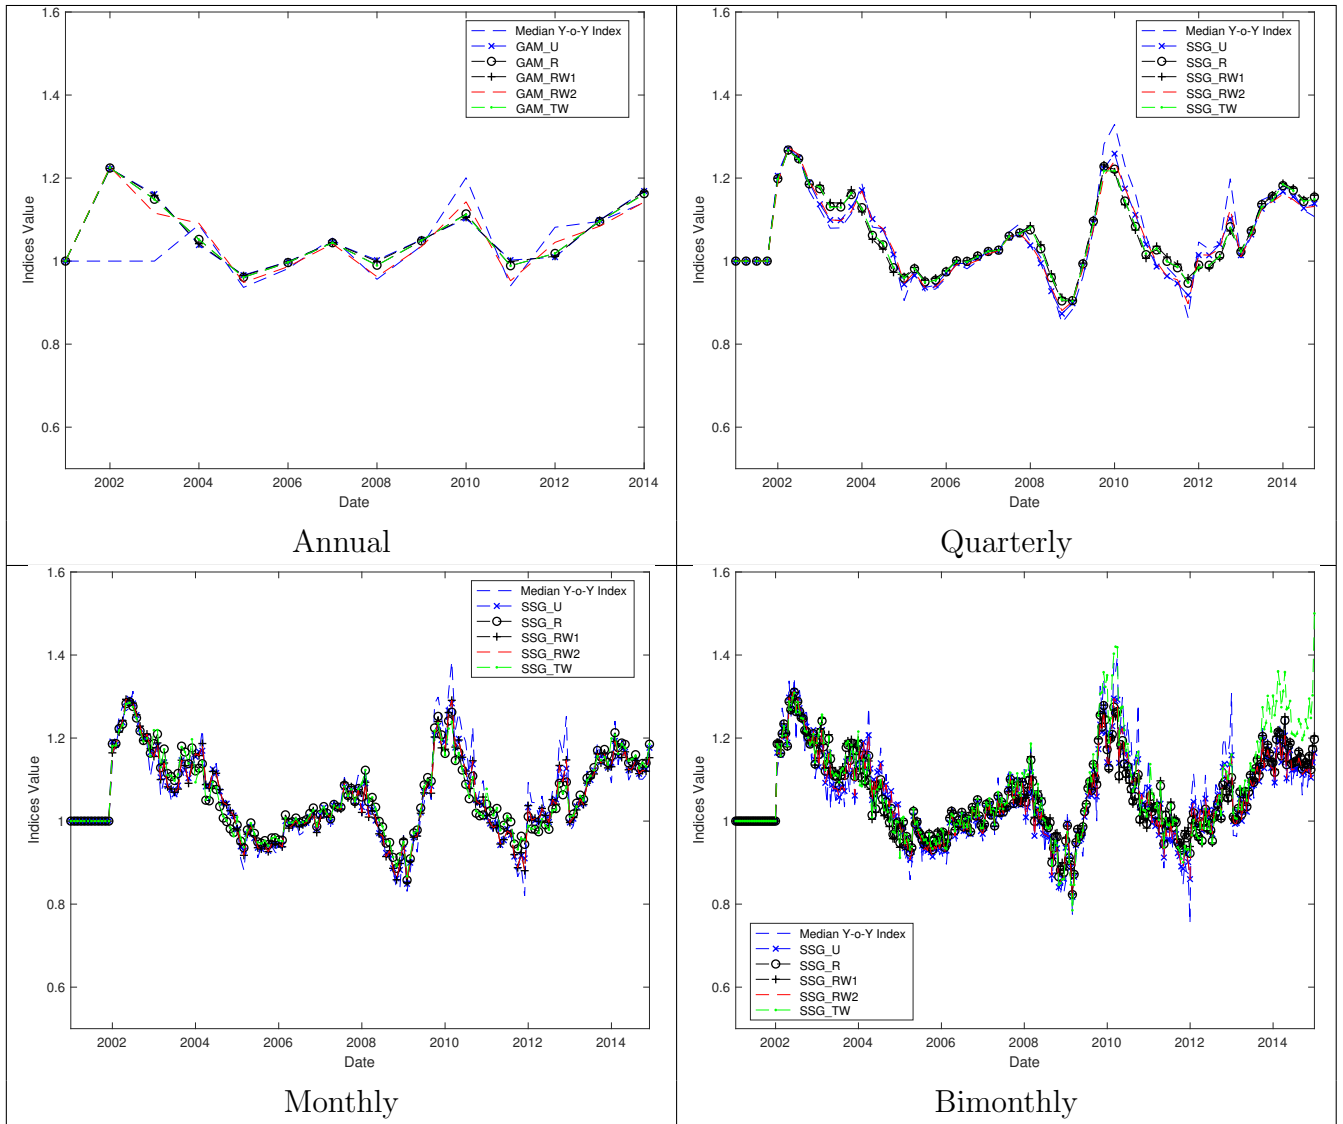 1.6
1.4
1.2
1
0.8
0.6
Indices Value
Median Y-o-Y Index
GAM_U
GAM_R
GAM_RW1
GAM_RW2
GAM_TW
2002 2004 2006 2008 2010 2012 2014
Date
Annual
1.6
1.4
1.2
1
0.8
0.6
Indices Value
Median Y-o-Y Index
SSG_U
SSG_R
SSG_RW1
SSG_RW2
SSG_TW
2002 2004 2006 2008 2010 2012 2014
Date
Quarterly
1.6
1.4
1.2
1
0.8
0.6
Indices Value
Median Y-o-Y Index
SSG_U
SSG_R
SSG_RW1
SSG_RW2
SSG_TW
2002 2004 2006 2008 2010 2012 2014
Date
Monthly
1.6
1.4
1.2
1
0.8
0.6
Indices Value
Median Y-o-Y Index
SSG_U
SSG_R
SSG_RW1
SSG_RW2
SSG_TW
2002 2004 2006 2008 2010 2012 2014
Date
Bimonthly